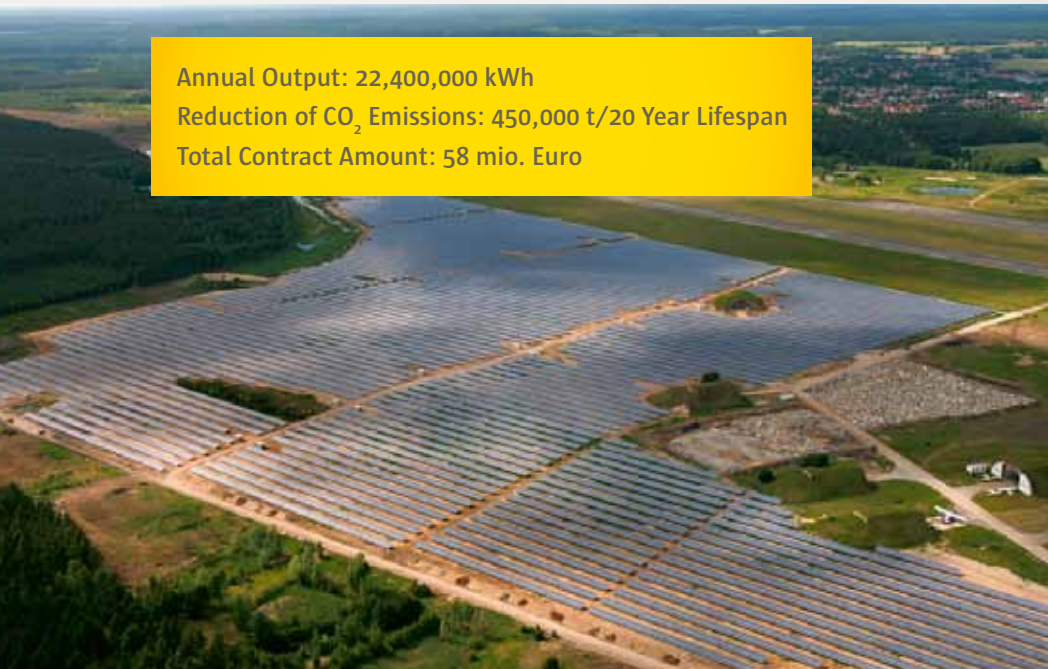 Annual Output: 22,400,000 kWh
Reduction of CO₂ Emissions: 450,000 t/20 Year Lifespan
Total Contract Amount: 58 mio. Euro